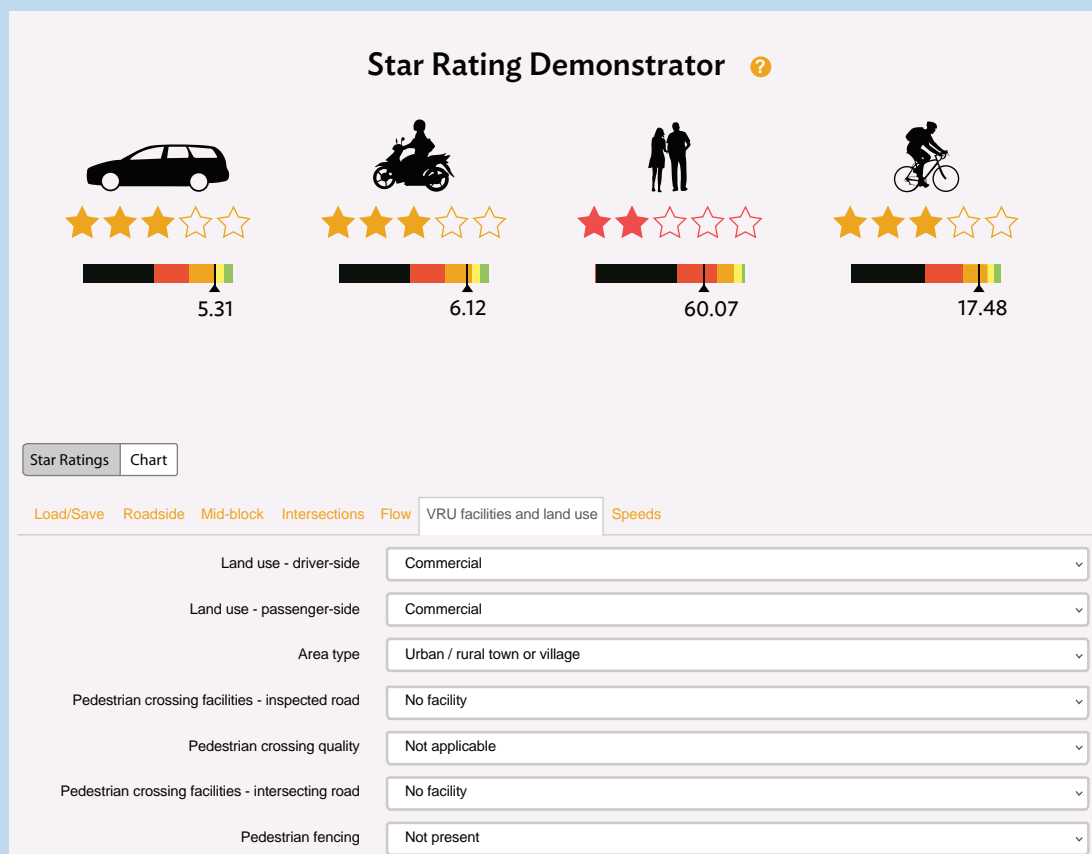 Star Rating Demonstrator ?
5.31 6.12 60.07 17.48
Star Ratings Chart
Load/Save Roadside Mid-block Intersections Flow VRU facilities and land use Speeds
Land use - driver-side Commercial
Land use - passenger-side Commercial
Area type Urban / rural town or village
Pedestrian crossing facilities - inspected road No facility
Pedestrian crossing quality Not applicable
Pedestrian crossing facilities - intersecting road No facility
Pedestrian fencing Not present